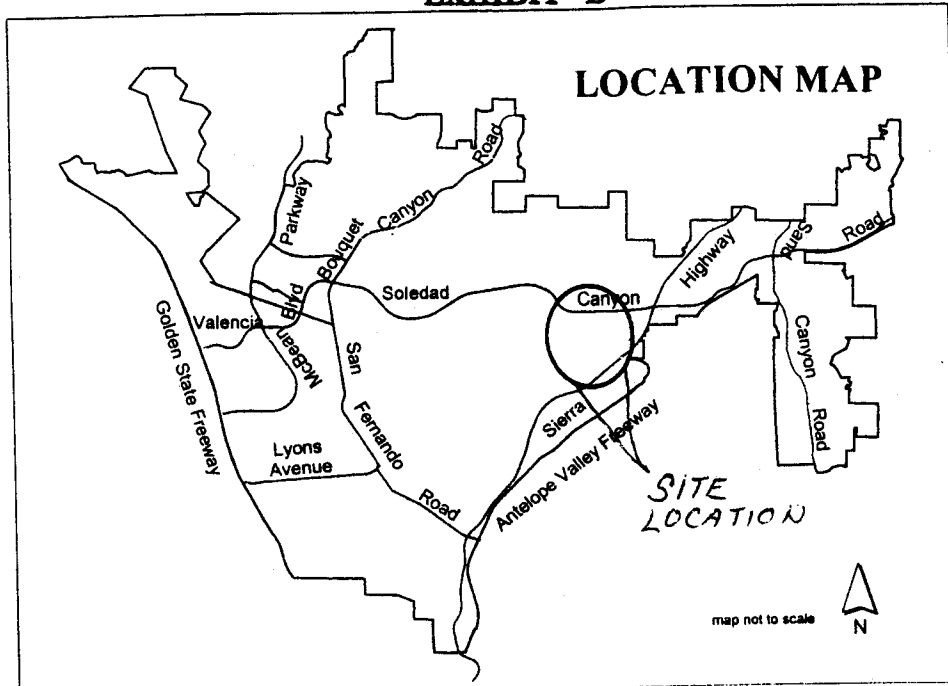 LOCATION MAP
Road
Canyon
Bouquet
Parkway
Highway
Sand
Road
Soledad
Canyon
Blvd
Valencia
McBean
San
Fernando
Road
Golden State Freeway
Lyons
Avenue
Sierra
Antelope Valley Freeway
Canyon
Road
SITE
LOCATION
map not to scale
N